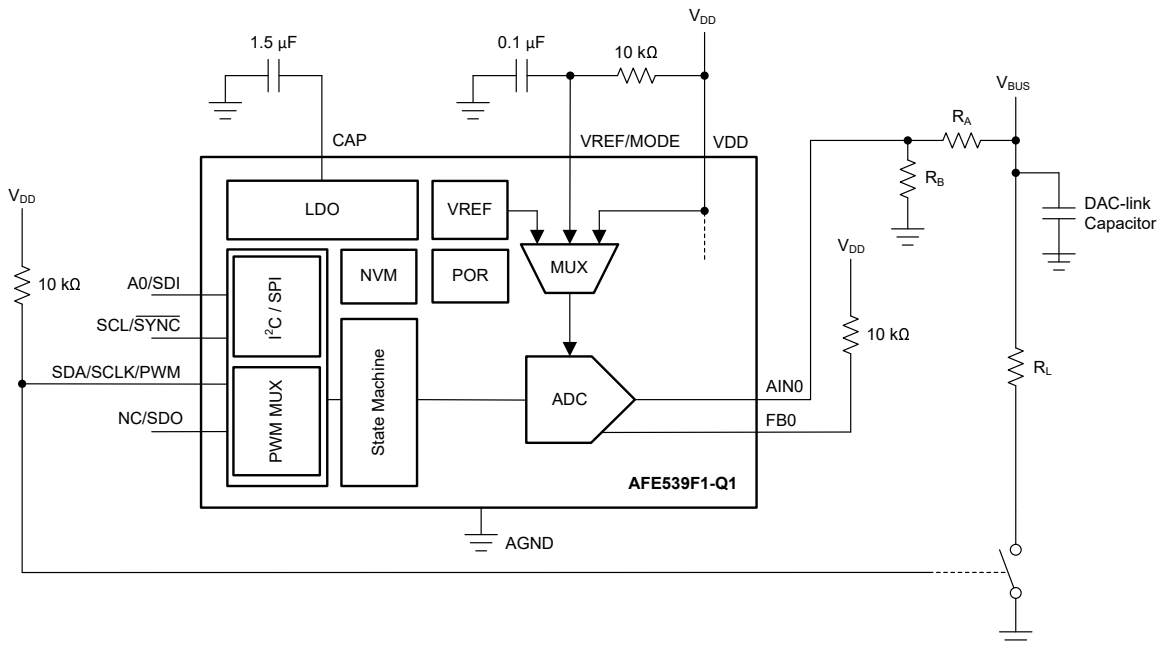 V_DD
1.5 µF
0.1 µF
10 kΩ
V_BUS
R_A
CAP
VREF/MODE
VDD
R_B
V_DD
LDO
VREF
DAC-link
Capacitor
V_DD
10 kΩ
A0/SDI
I²C / SPI
NVM
POR
MUX
SCL/S̅Y̅N̅C̅
10 kΩ
R_L
SDA/SCLK/PWM
PWM MUX
State Machine
ADC
AIN0
NC/SDO
FB0
AFE539F1-Q1
AGND